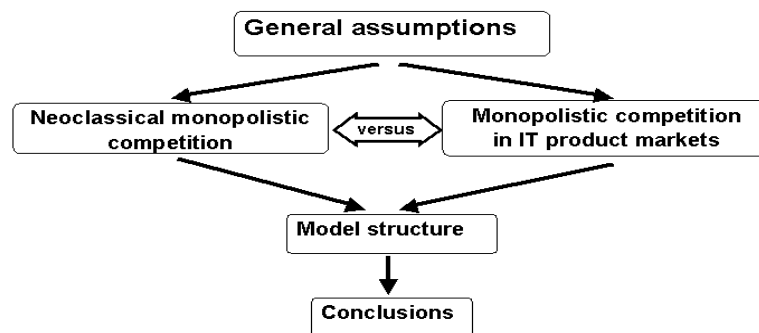 General assumptions
Neoclassical monopolistic
competition
versus
Monopolistic competition
in IT product markets
Model structure
Conclusions